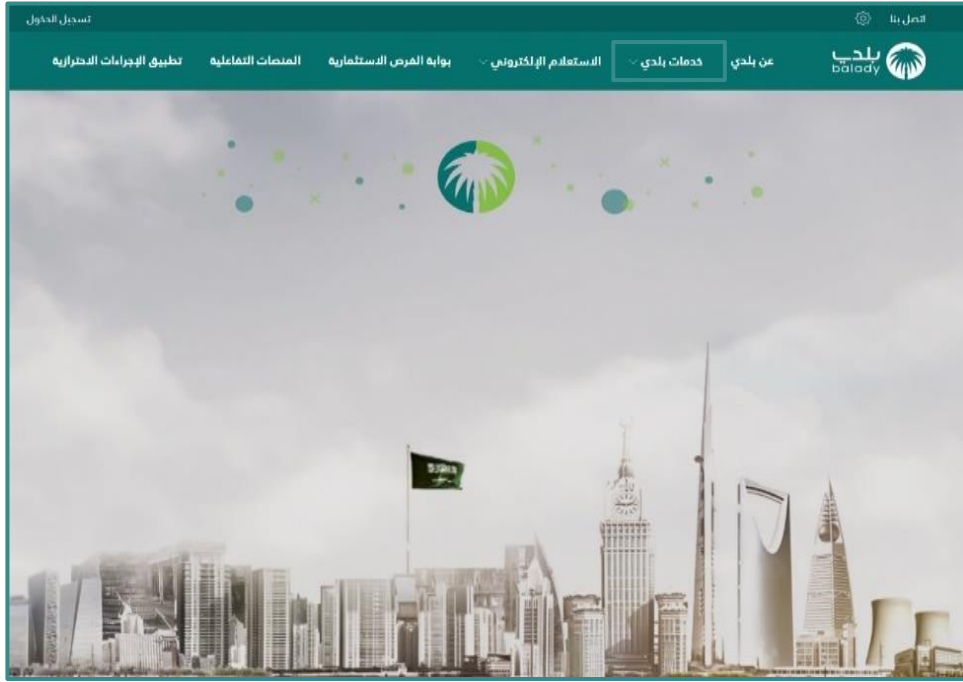 اتصل بنا
تسجيل الدخول
بلدي
balady
عن بلدي
خدمات بلدي
الاستعلام الإلكتروني
بوابة الفرص الاستثمارية
المنصات التفاعلية
تطبيق الإجراءات الاحترازية